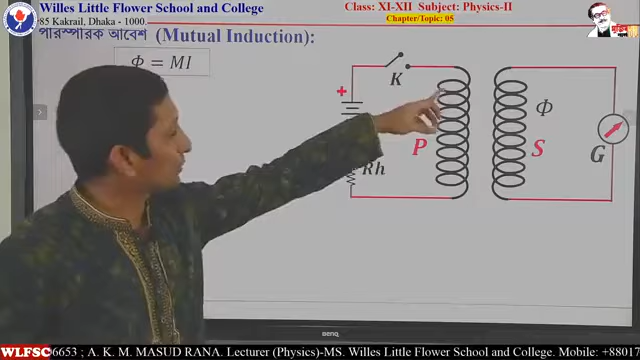 Willes Little Flower School and College
85 Kakrail, Dhaka - 1000.
Class: XI-XII Subject: Physics-II
Chapter/Topic: 05
পারস্পারিক আবেশ (Mutual Induction):
Φ = MI
K
+
P
S
Φ
G
Rh
benq
WLFSC
6653 ; A. K. M. MASUD RANA. Lecturer (Physics)-MS. Willes Little Flower School and College. Mobile: +8801